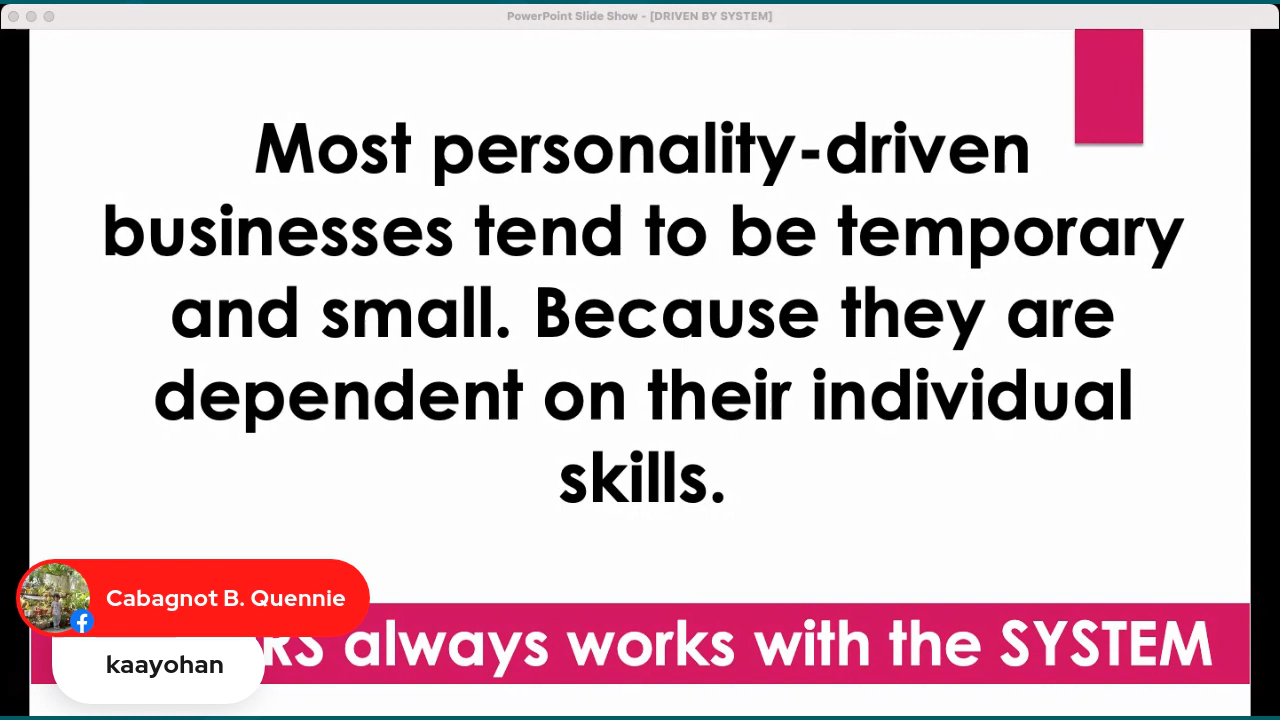 PowerPoint Slide Show - [DRIVEN BY SYSTEM]
Most personality-driven
businesses tend to be temporary
and small. Because they are
dependent on their individual
skills.
Cabagnot B. Quennie
always works with the SYSTEM
kaayohan